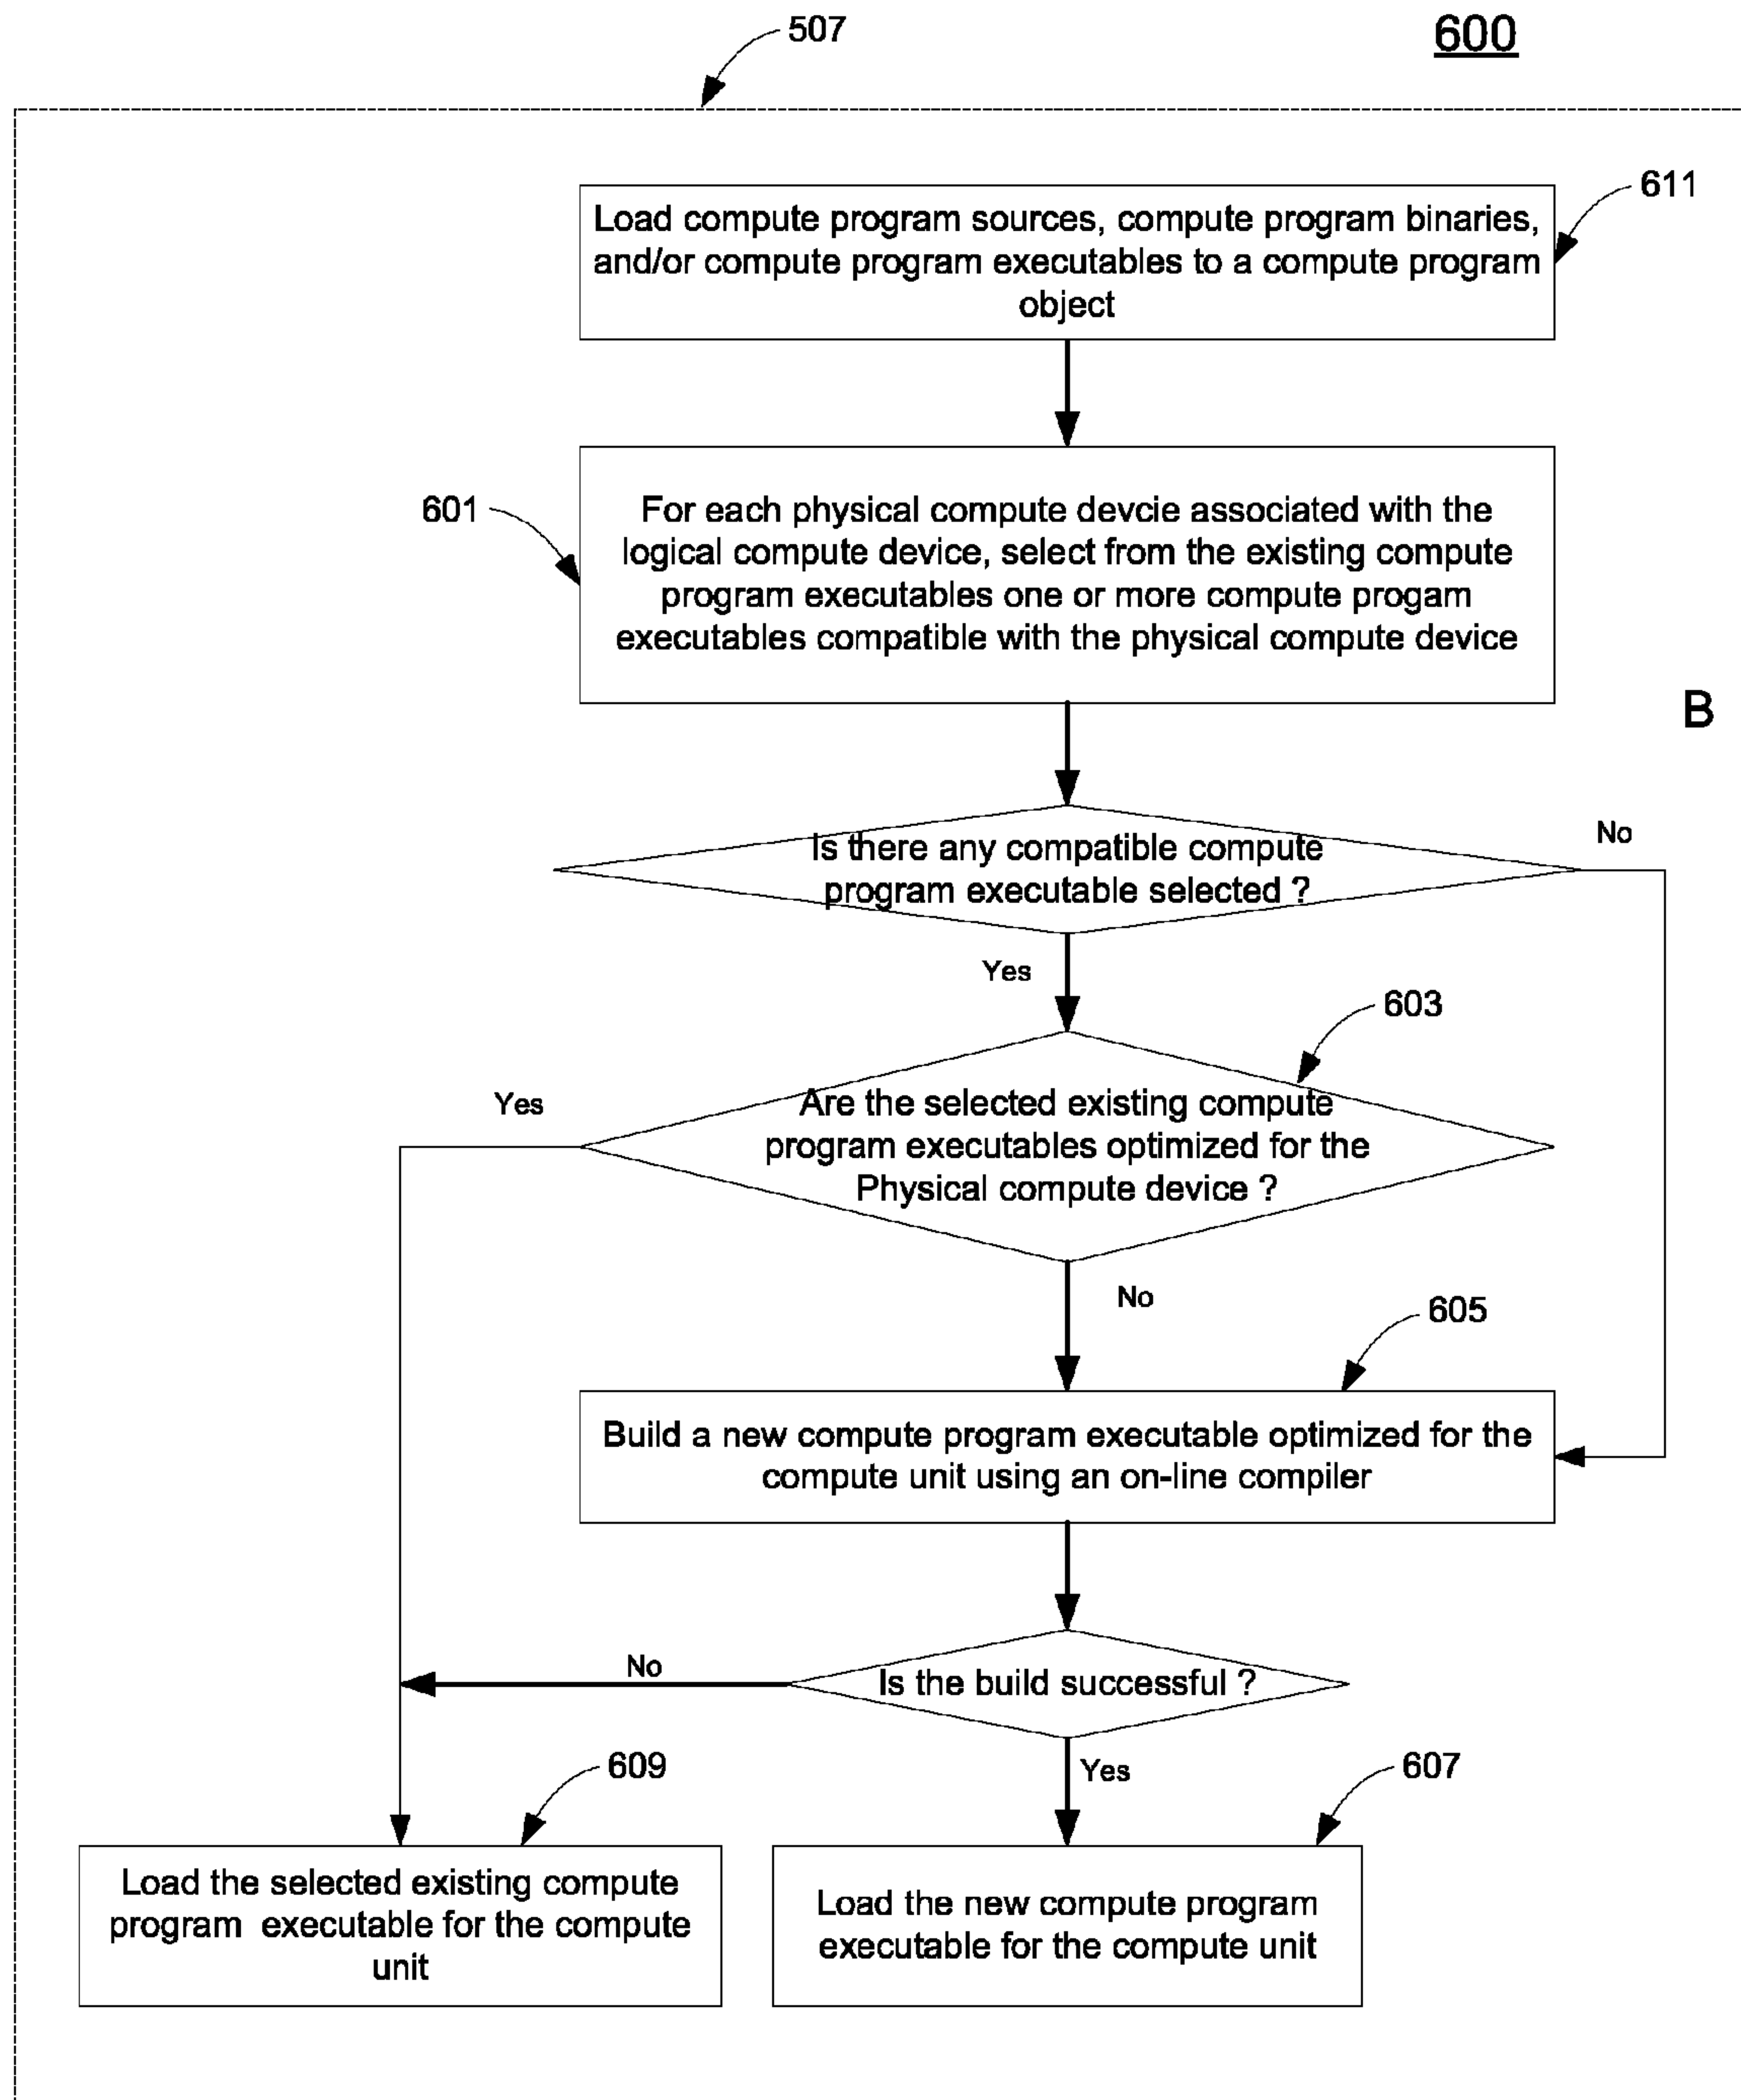 507
600
611
Load compute program sources, compute program binaries,
and/or compute program executables to a compute program
object
601
For each physical compute devcie associated with the
logical compute device, select from the existing compute
program executables one or more compute progam
executables compatible with the physical compute device
B
Is there any compatible compute
program executable selected ?
No
Yes
603
Are the selected existing compute
program executables optimized for the
Physical compute device ?
Yes
No
605
Build a new compute program executable optimized for the
compute unit using an on-line compiler
Is the build successful ?
No
Yes
609
607
Load the selected existing compute
program executable for the compute
unit
Load the new compute program
executable for the compute unit